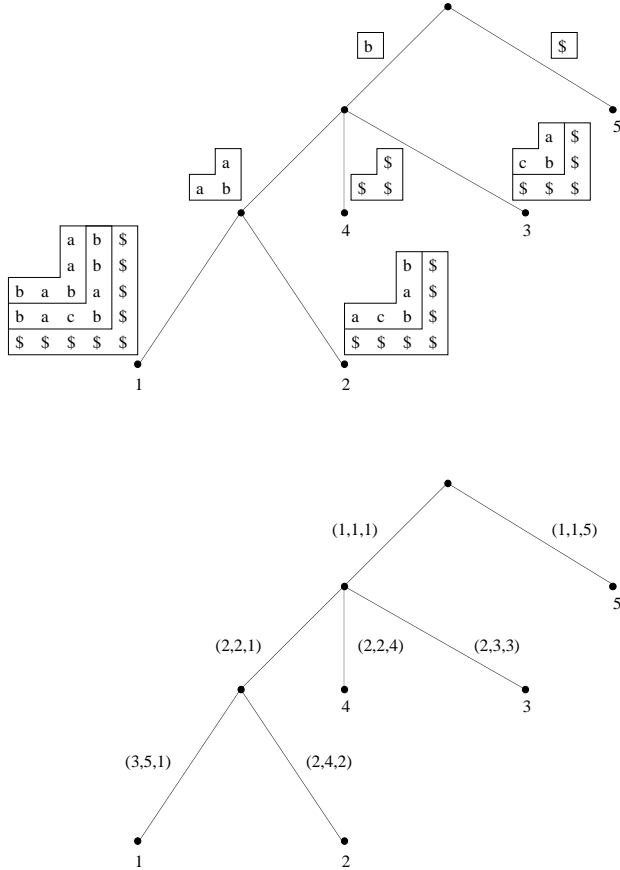 b $
a $
5
a $ c b $
a b $ $ $ $ $
a b $ 4 3
a b $ b $
b a b a $ a $
b a c b $ a c b $
$ $ $ $ $ $ $ $ $
1 2
(1,1,1) (1,1,5)
5
(2,2,1) (2,2,4) (2,3,3)
4 3
(3,5,1) (2,4,2)
1 2